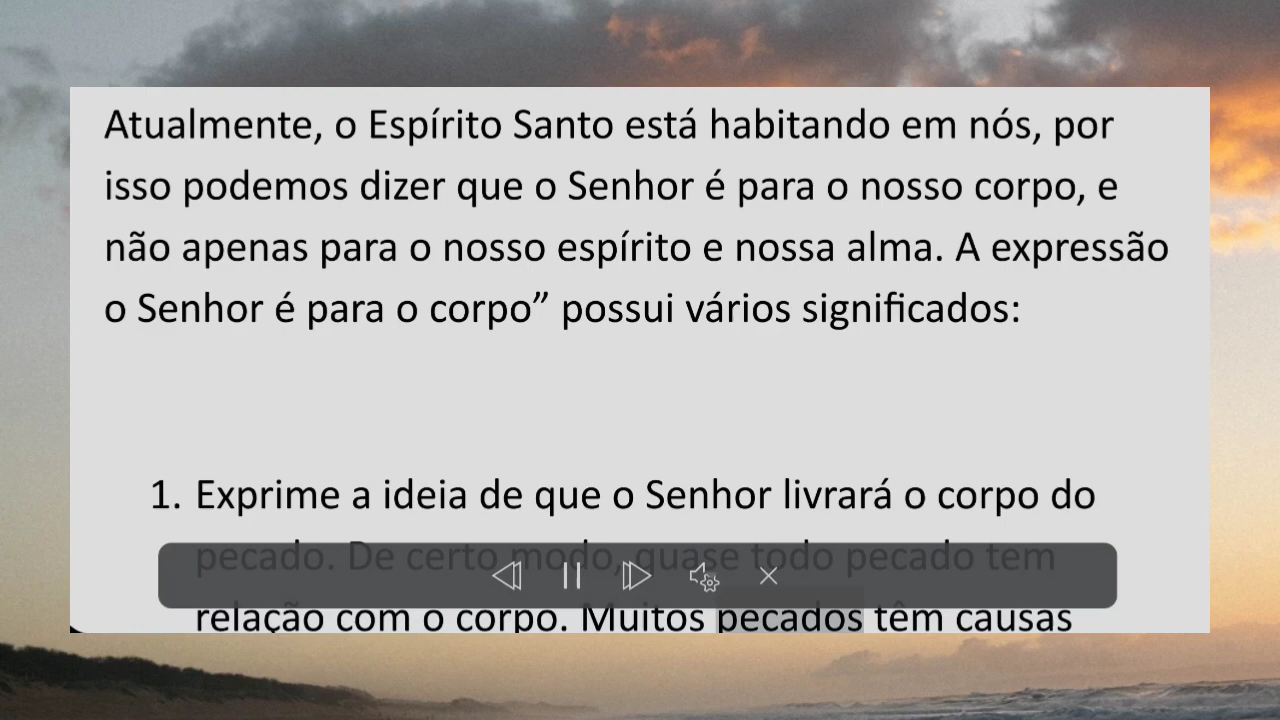 Atualmente, o Espírito Santo está habitando em nós, por
isso podemos dizer que o Senhor é para o nosso corpo, e
não apenas para o nosso espírito e nossa alma. A expressão
o Senhor é para o corpo” possui vários significados:
1. Exprime a ideia de que o Senhor livrará o corpo do
pecado. De certo modo, quase todo pecado tem
relação com o corpo. Muitos pecados têm causas